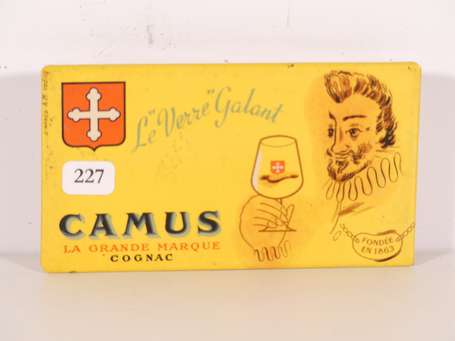 Le "Verre" Galant
227
CAMUS
LA GRANDE MARQUE
COGNAC
FONDÉE
EN 1863